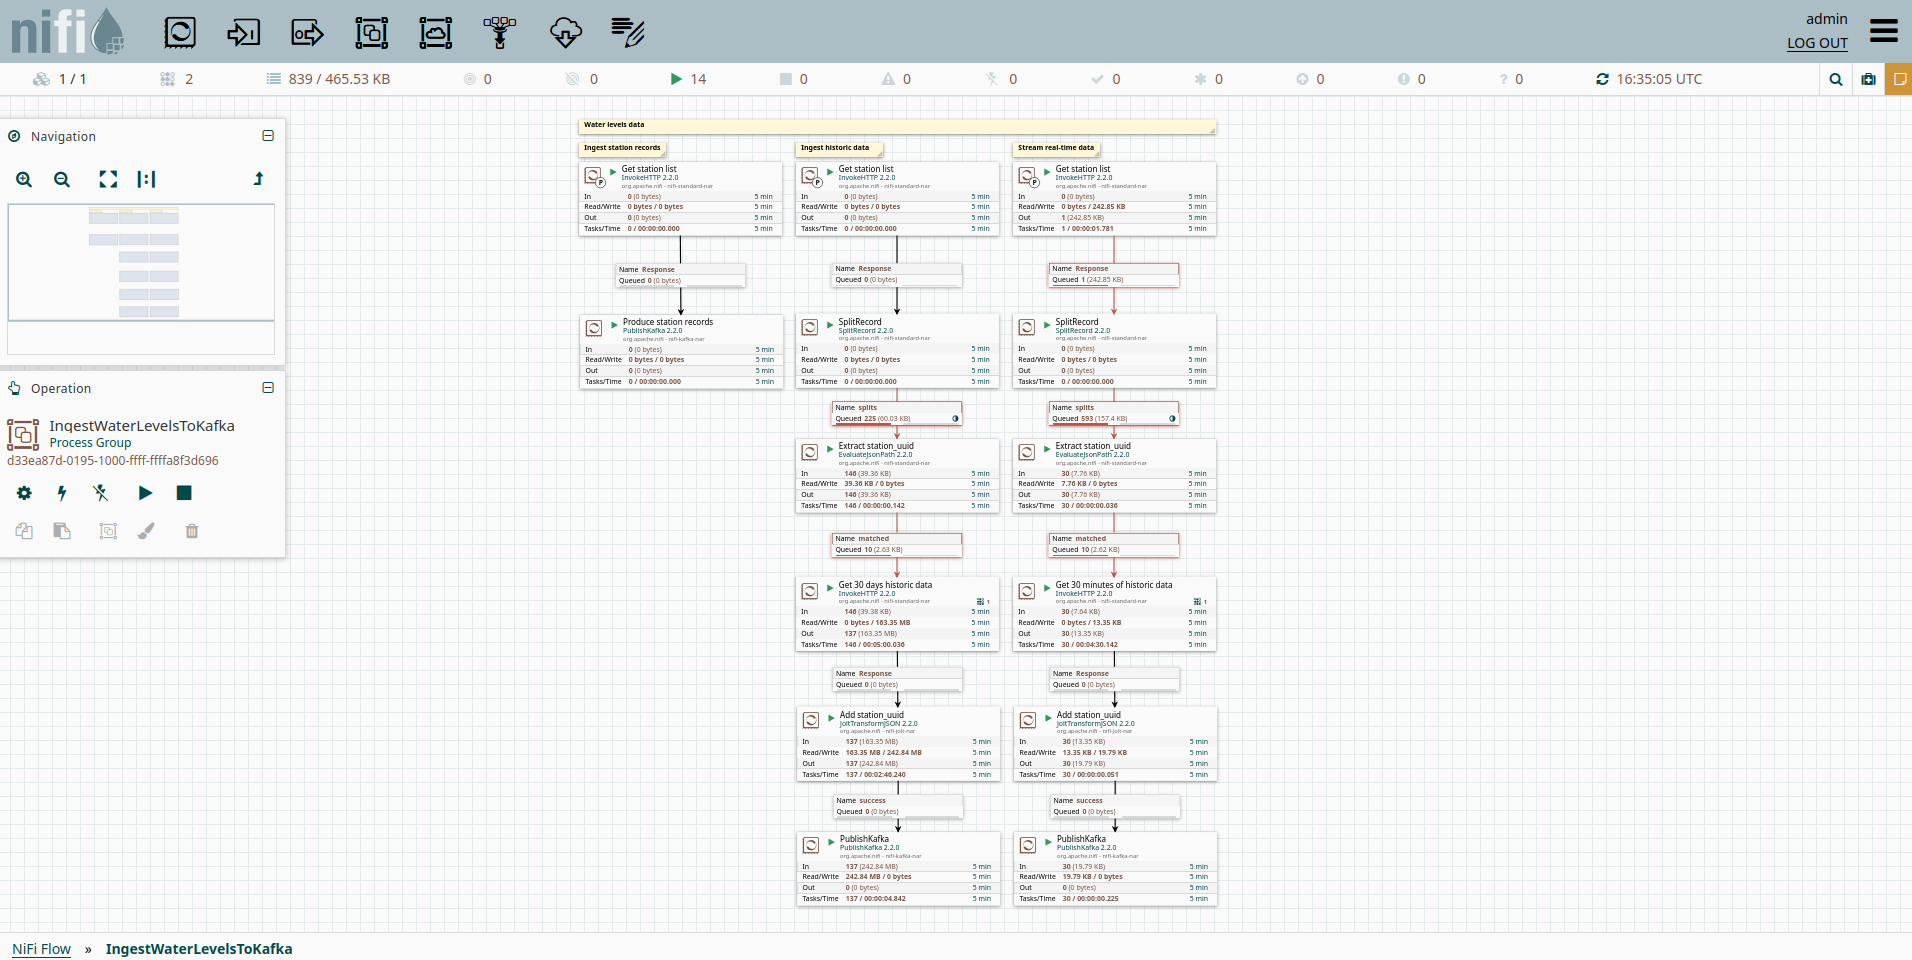 nifi
admin
LOG OUT
1 / 1
2
839 / 465.53 KB
0
0
14
0
0
0
0
0
0
0
0
16:35:05 UTC
Navigation
Operation
IngestWaterLevelsToKafka
Process Group
d33ea87d-0195-1000-ffff-ffffa8f3d696
Water levels data
Ingest station records
Get station list
InvokeHTTP 2.2.0
org.apache.nifi - nifi-standard-nar
In 0 (0 bytes) 5 min
Read/Write 0 bytes / 0 bytes 5 min
Out 0 (0 bytes) 5 min
Tasks/Time 0 / 00:00:00.000 5 min
Name Response
Queued 0 (0 bytes)
Produce station records
PublishKafka 2.2.0
org.apache.nifi - nifi-kafka-nar
In 0 (0 bytes) 5 min
Read/Write 0 bytes / 0 bytes 5 min
Out 0 (0 bytes) 5 min
Tasks/Time 0 / 00:00:00.000 5 min
Ingest historic data
Get station list
InvokeHTTP 2.2.0
org.apache.nifi - nifi-standard-nar
In 0 (0 bytes) 5 min
Read/Write 0 bytes / 0 bytes 5 min
Out 0 (0 bytes) 5 min
Tasks/Time 0 / 00:00:00.000 5 min
Name Response
Queued 0 (0 bytes)
SplitRecord
SplitRecord 2.2.0
org.apache.nifi - nifi-standard-nar
In 0 (0 bytes) 5 min
Read/Write 0 bytes / 0 bytes 5 min
Out 0 (0 bytes) 5 min
Tasks/Time 0 / 00:00:00.000 5 min
Name splits
Queued 225 (60.03 KB)
Extract station_uuid
EvaluateJsonPath 2.2.0
org.apache.nifi - nifi-standard-nar
In 146 (39.36 KB) 5 min
Read/Write 39.36 KB / 0 bytes 5 min
Out 146 (39.36 KB) 5 min
Tasks/Time 146 / 00:00:00.142 5 min
Name matched
Queued 10 (2.63 KB)
Get 30 days historic data
InvokeHTTP 2.2.0
org.apache.nifi - nifi-standard-nar
1
In 146 (39.38 KB) 5 min
Read/Write 0 bytes / 163.35 MB 5 min
Out 137 (163.35 MB) 5 min
Tasks/Time 146 / 00:05:00.036 5 min
Name Response
Queued 0 (0 bytes)
Add station_uuid
JoltTransformJSON 2.2.0
org.apache.nifi - nifi-jolt-nar
In 137 (163.35 MB) 5 min
Read/Write 163.35 MB / 242.84 MB 5 min
Out 137 (242.84 MB) 5 min
Tasks/Time 137 / 00:02:46.240 5 min
Name success
Queued 0 (0 bytes)
PublishKafka
PublishKafka 2.2.0
org.apache.nifi - nifi-kafka-nar
In 137 (242.84 MB) 5 min
Read/Write 242.84 MB / 0 bytes 5 min
Out 0 (0 bytes) 5 min
Tasks/Time 137 / 00:00:04.842 5 min
Stream real-time data
Get station list
InvokeHTTP 2.2.0
org.apache.nifi - nifi-standard-nar
In 0 (0 bytes) 5 min
Read/Write 0 bytes / 242.85 KB 5 min
Out 1 (242.85 KB) 5 min
Tasks/Time 1 / 00:00:01.781 5 min
Name Response
Queued 1 (242.85 KB)
SplitRecord
SplitRecord 2.2.0
org.apache.nifi - nifi-standard-nar
In 0 (0 bytes) 5 min
Read/Write 0 bytes / 0 bytes 5 min
Out 0 (0 bytes) 5 min
Tasks/Time 0 / 00:00:00.000 5 min
Name splits
Queued 593 (157.4 KB)
Extract station_uuid
EvaluateJsonPath 2.2.0
org.apache.nifi - nifi-standard-nar
In 30 (7.76 KB) 5 min
Read/Write 7.76 KB / 0 bytes 5 min
Out 30 (7.76 KB) 5 min
Tasks/Time 30 / 00:00:00.036 5 min
Name matched
Queued 10 (2.62 KB)
Get 30 minutes of historic data
InvokeHTTP 2.2.0
org.apache.nifi - nifi-standard-nar
1
In 30 (7.64 KB) 5 min
Read/Write 0 bytes / 13.35 KB 5 min
Out 30 (13.35 KB) 5 min
Tasks/Time 30 / 00:04:30.142 5 min
Name Response
Queued 0 (0 bytes)
Add station_uuid
JoltTransformJSON 2.2.0
org.apache.nifi - nifi-jolt-nar
In 30 (13.35 KB) 5 min
Read/Write 13.35 KB / 19.79 KB 5 min
Out 30 (19.79 KB) 5 min
Tasks/Time 30 / 00:00:00.051 5 min
Name success
Queued 0 (0 bytes)
PublishKafka
PublishKafka 2.2.0
org.apache.nifi - nifi-kafka-nar
In 30 (19.79 KB) 5 min
Read/Write 19.79 KB / 0 bytes 5 min
Out 0 (0 bytes) 5 min
Tasks/Time 30 / 00:00:00.225 5 min
NiFi Flow » IngestWaterLevelsToKafka